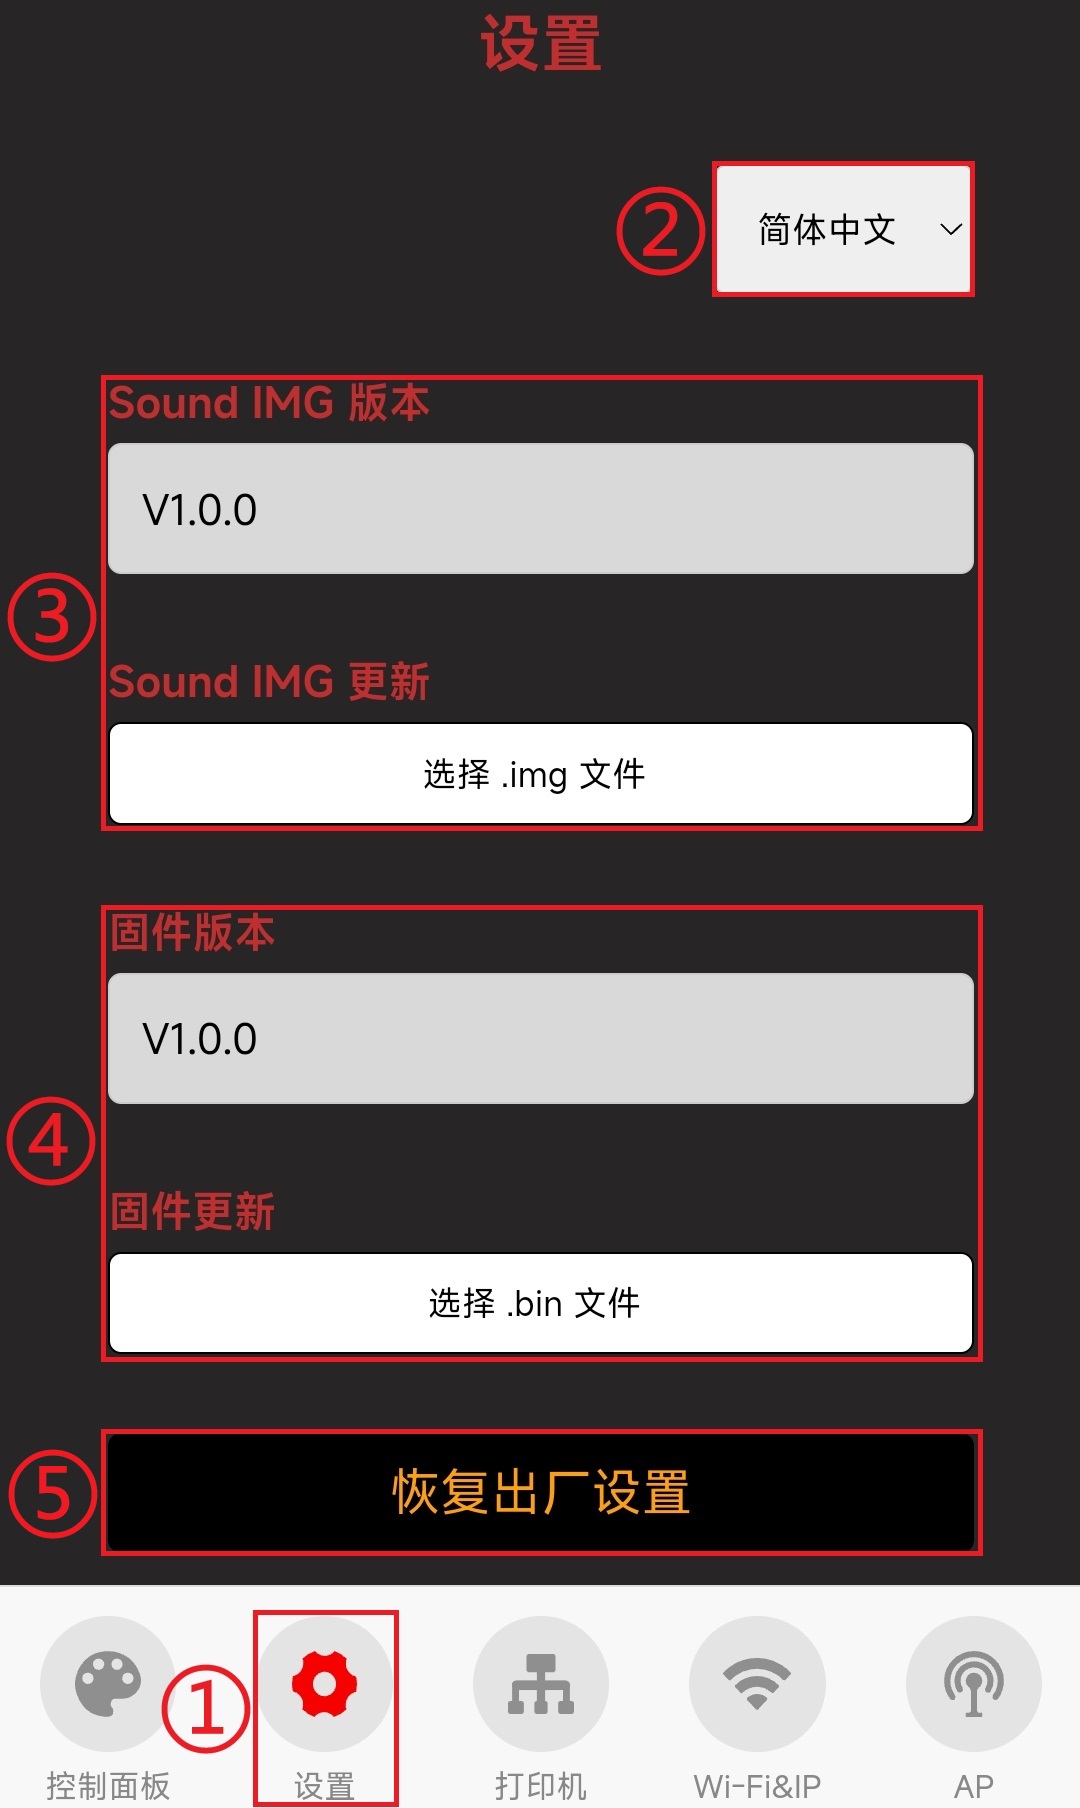 设置
② 简体中文
Sound IMG 版本
V1.0.0
③
Sound IMG 更新
选择 .img 文件
固件版本
V1.0.0
④
固件更新
选择 .bin 文件
⑤ 恢复出厂设置
①
控制面板 设置 打印机 Wi-Fi&IP AP